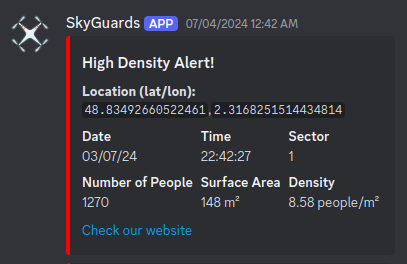 SkyGuards APP 07/04/2024 12:42 AM
High Density Alert!
Location (lat/lon):
48.83492660522461,2.3168251514434814
Date Time Sector
03/07/24 22:42:27 1
Number of People Surface Area Density
1270 148 m² 8.58 people/m²
Check our website